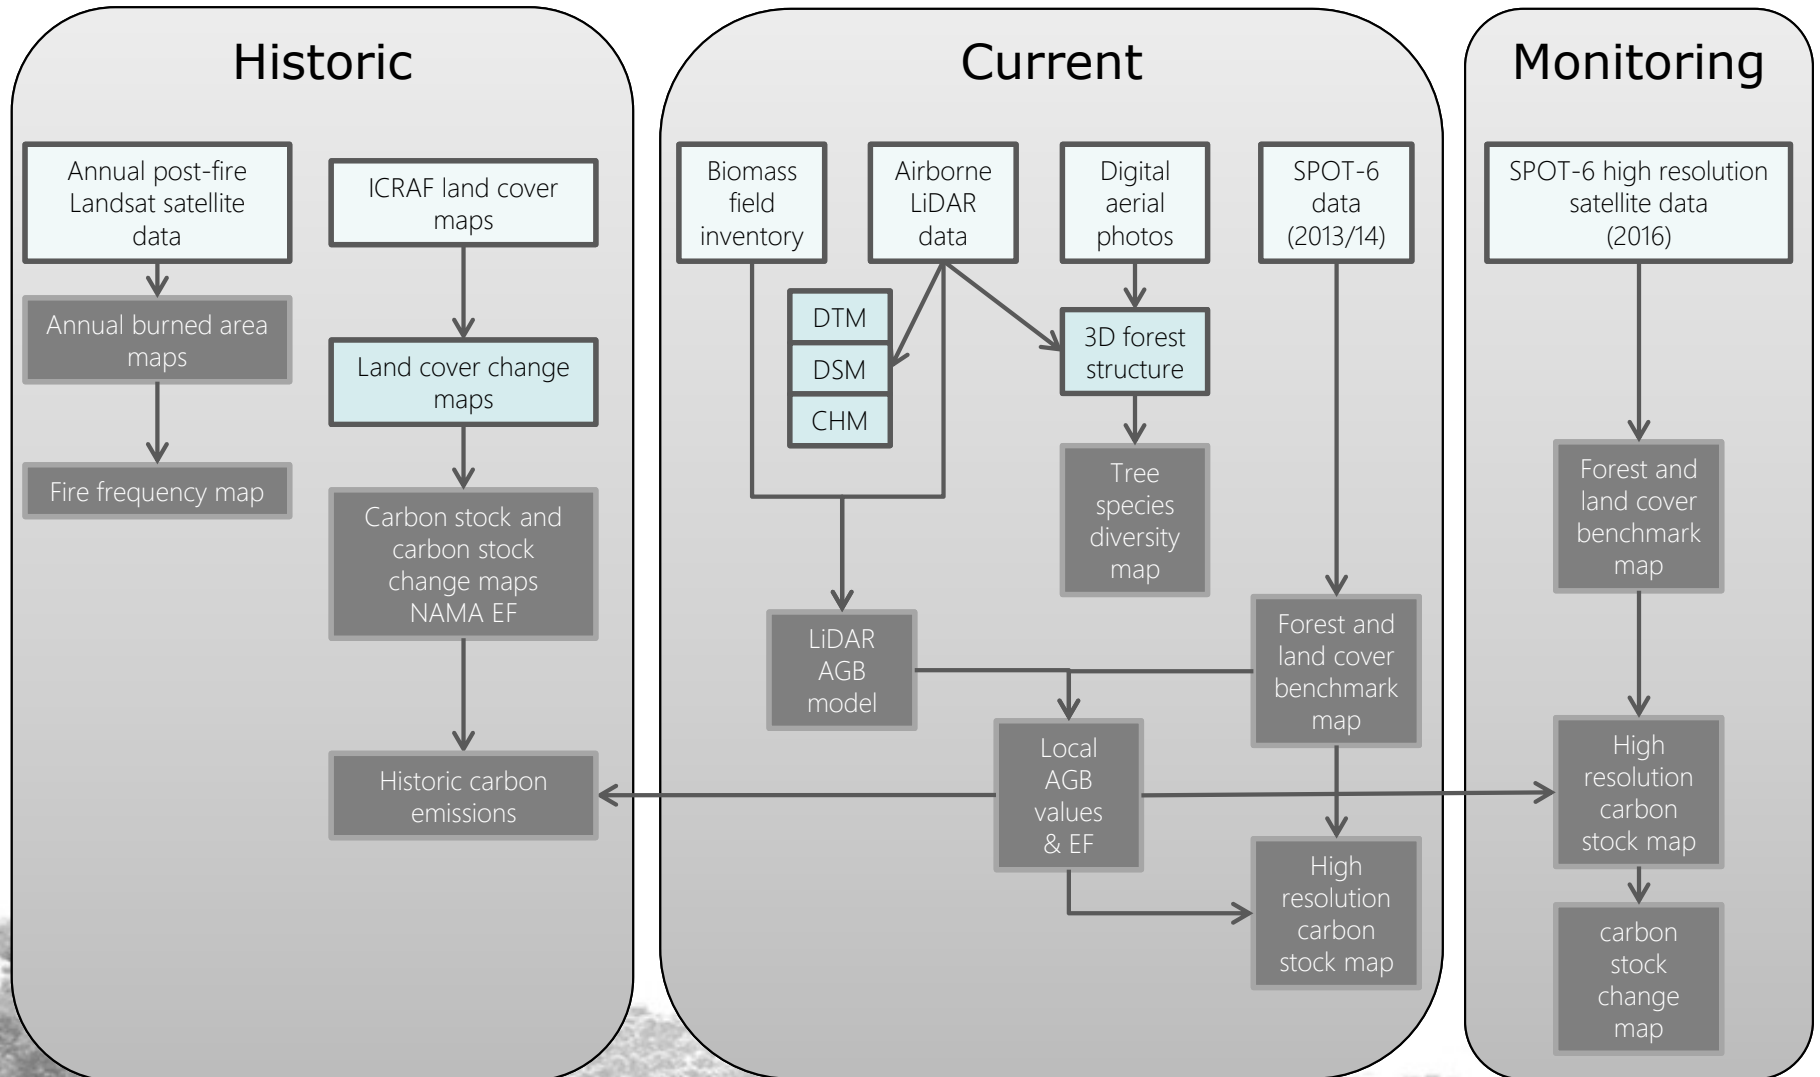 Historic
Annual post-fire
Landsat satellite
data
ICRAF land cover
maps
Annual burned area
maps
Land cover change
maps
Fire frequency map
Carbon stock and
carbon stock
change maps
NAMA EF
Historic carbon
emissions
Current
Biomass
field
inventory
Airborne
LiDAR
data
Digital
aerial
photos
SPOT-6
data
(2013/14)
DTM
DSM
CHM
3D forest
structure
Tree
species
diversity
map
LiDAR
AGB
model
Forest and
land cover
benchmark
map
Local
AGB
values
& EF
High
resolution
carbon
stock map
Monitoring
SPOT-6 high resolution
satellite data
(2016)
Forest and
land cover
benchmark
map
High
resolution
carbon
stock map
carbon
stock
change
map